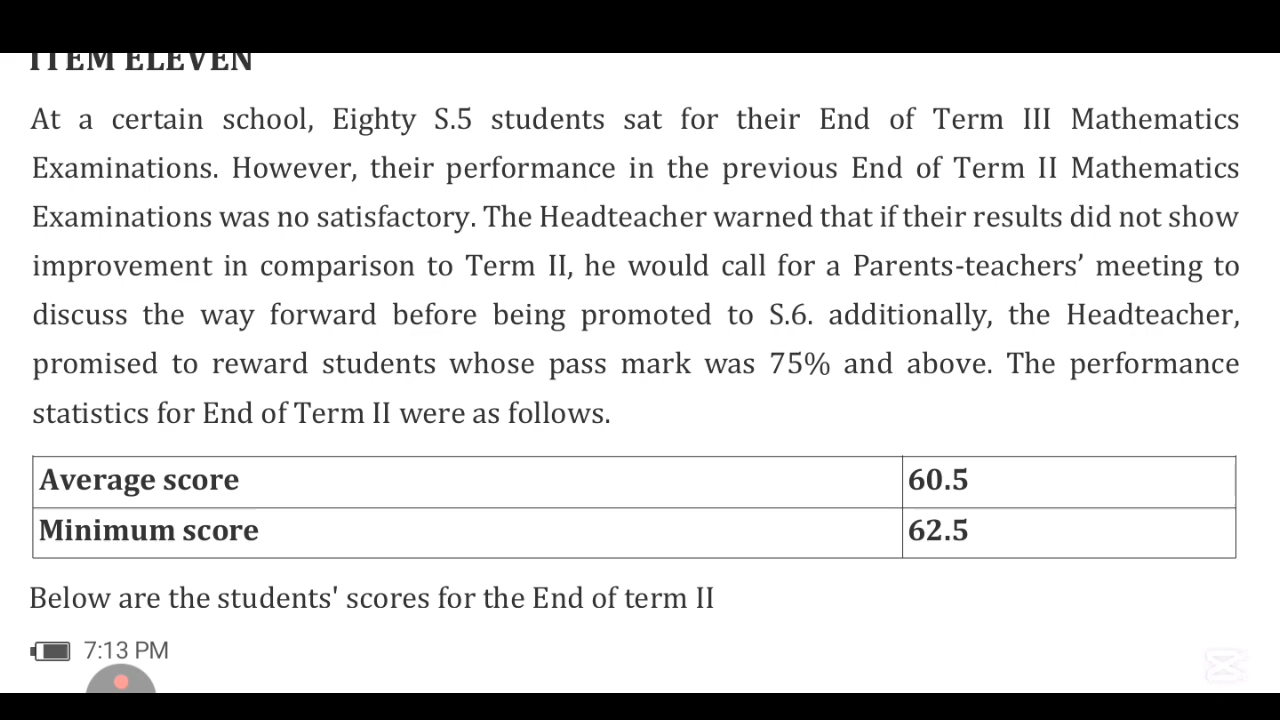 ITEM ELEVEN
At a certain school, Eighty S.5 students sat for their End of Term III Mathematics
Examinations. However, their performance in the previous End of Term II Mathematics
Examinations was no satisfactory. The Headteacher warned that if their results did not show
improvement in comparison to Term II, he would call for a Parents-teachers’ meeting to
discuss the way forward before being promoted to S.6. additionally, the Headteacher,
promised to reward students whose pass mark was 75% and above. The performance
statistics for End of Term II were as follows.
Average score 60.5
Minimum score 62.5
Below are the students' scores for the End of term II
7:13 PM